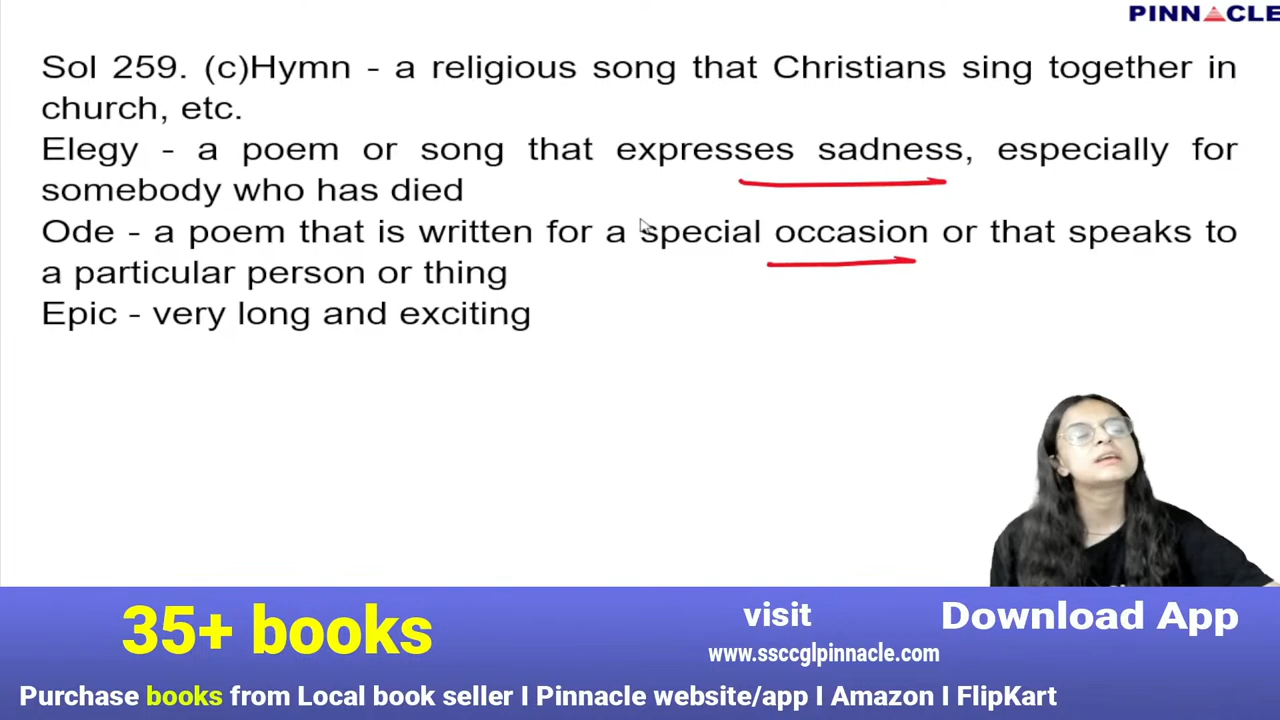 PINNACLE
Sol 259. (c)Hymn - a religious song that Christians sing together in
church, etc.
Elegy - a poem or song that expresses sadness, especially for
somebody who has died
Ode - a poem that is written for a special occasion or that speaks to
a particular person or thing
Epic - very long and exciting
35+ books
visit
www.ssccglpinnacle.com
Download App
Purchase books from Local book seller I Pinnacle website/app I Amazon I FlipKart